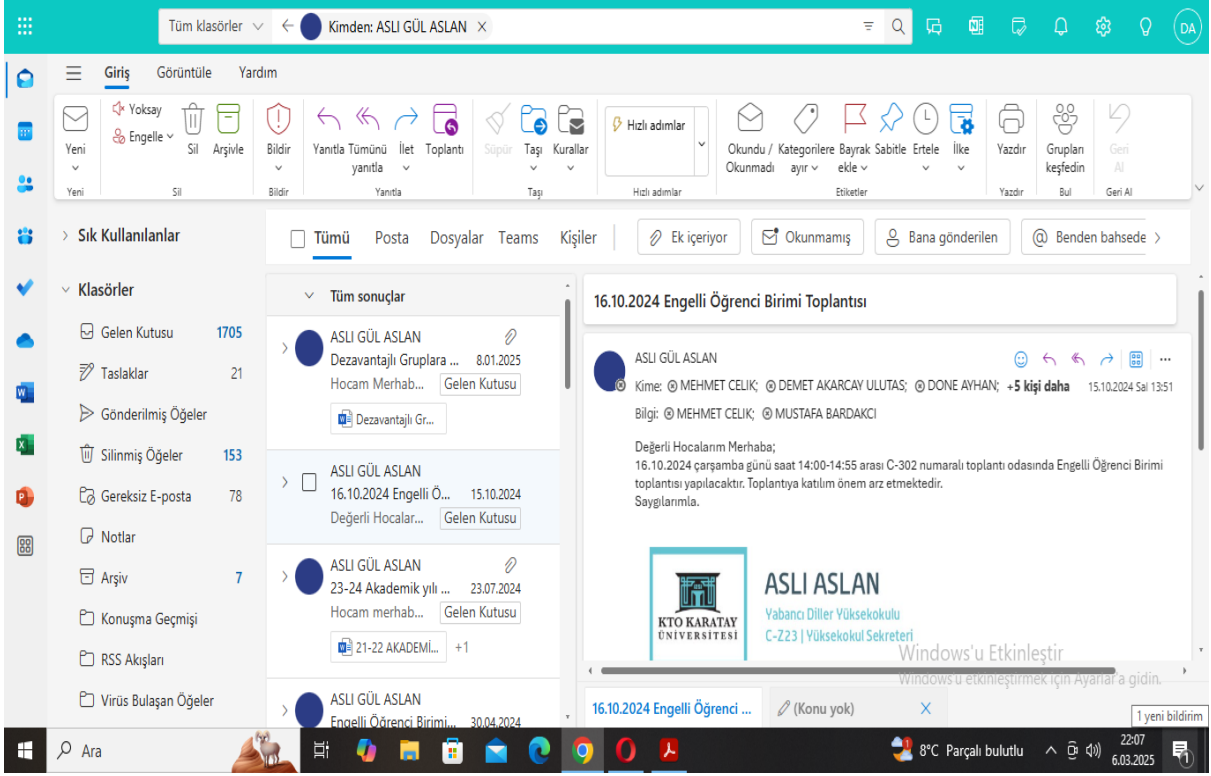 Tüm klasörler
Kimden: ASLI GÜL ASLAN
DA
Giriş Görüntüle Yardım
Yeni
Yoksay
Engelle
Sil
Arşivle
Bildir
Yanıtla
Tümünü yanıtla
İlet
Toplantı
Süpür
Taşı
Kurallar
Hızlı adımlar
Okundu / Okunmadı
Kategorilere ayır
Bayrak ekle
Sabitle
Ertele
İlke
Yazdır
Grupları keşfedin
Geri Al
Yeni Sil Bildir Yanıtla Taşı Hızlı adımlar Etiketler Yazdır Bul Geri Al
Sık Kullanılanlar
Klasörler
Gelen Kutusu 1705
Taslaklar 21
Gönderilmiş Öğeler
Silinmiş Öğeler 153
Gereksiz E-posta 78
Notlar
Arşiv 7
Konuşma Geçmişi
RSS Akışları
Virüs Bulaşan Öğeler
Tümü Posta Dosyalar Teams Kişiler
Ek içeriyor Okunmamış Bana gönderilen Benden bahsede
Tüm sonuçlar
ASLI GÜL ASLAN
Dezavantajlı Gruplara ... 8.01.2025
Hocam Merhab... Gelen Kutusu
Dezavantajlı Gr...
ASLI GÜL ASLAN
16.10.2024 Engelli Ö... 15.10.2024
Değerli Hocalar... Gelen Kutusu
ASLI GÜL ASLAN
23-24 Akademik yılı ... 23.07.2024
Hocam merhab... Gelen Kutusu
21-22 AKADEMİ... +1
ASLI GÜL ASLAN
Engelli Öğrenci Birimi... 30.04.2024
16.10.2024 Engelli Öğrenci Birimi Toplantısı
ASLI GÜL ASLAN
Kime: MEHMET CELIK; DEMET AKARCAY ULUTAS; DONE AYHAN; +5 kişi daha 15.10.2024 Sal 13:51
Bilgi: MEHMET CELIK; MUSTAFA BARDAKCI
Değerli Hocalarım Merhaba;
16.10.2024 çarşamba günü saat 14:00-14:55 arası C-302 numaralı toplantı odasında Engelli Öğrenci Birimi
toplantısı yapılacaktır. Toplantıya katılım önem arz etmektedir.
Saygılarımla.
KTO KARATAY
ÜNİVERSİTESİ
ASLI ASLAN
Yabancı Diller Yüksekokulu
C-Z23 | Yüksekokul Sekreteri
Windows'u Etkinleştir
Windows'u etkinleştirmek için Ayarlar'a gidin.
16.10.2024 Engelli Öğrenci ... (Konu yok)
1 yeni bildirim
Ara
8°C Parçalı bulutlu
22:07
6.03.2025